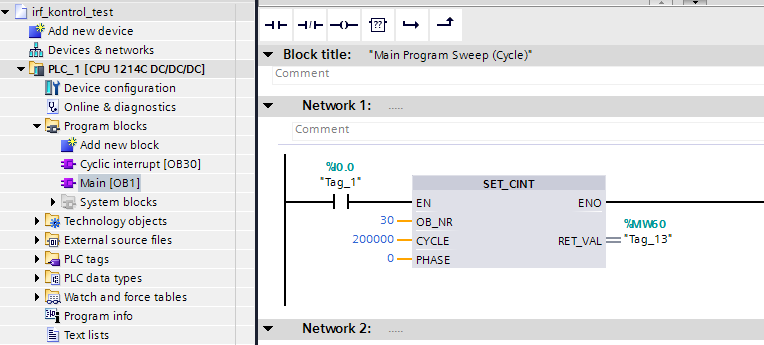 irf_kontrol_test
Add new device
Devices & networks
PLC_1 [CPU 1214C DC/DC/DC]
Device configuration
Online & diagnostics
Program blocks
Add new block
Cyclic interrupt [OB30]
Main [OB1]
System blocks
Technology objects
External source files
PLC tags
PLC data types
Watch and force tables
Program info
Text lists
??
Block title: "Main Program Sweep (Cycle)"
Comment
Network 1: .....
Comment
%I0.0
"Tag_1"
SET_CINT
EN ENO
30 OB_NR
%MW60
200000 CYCLE RET_VAL "Tag_13"
0 PHASE
Network 2: .....